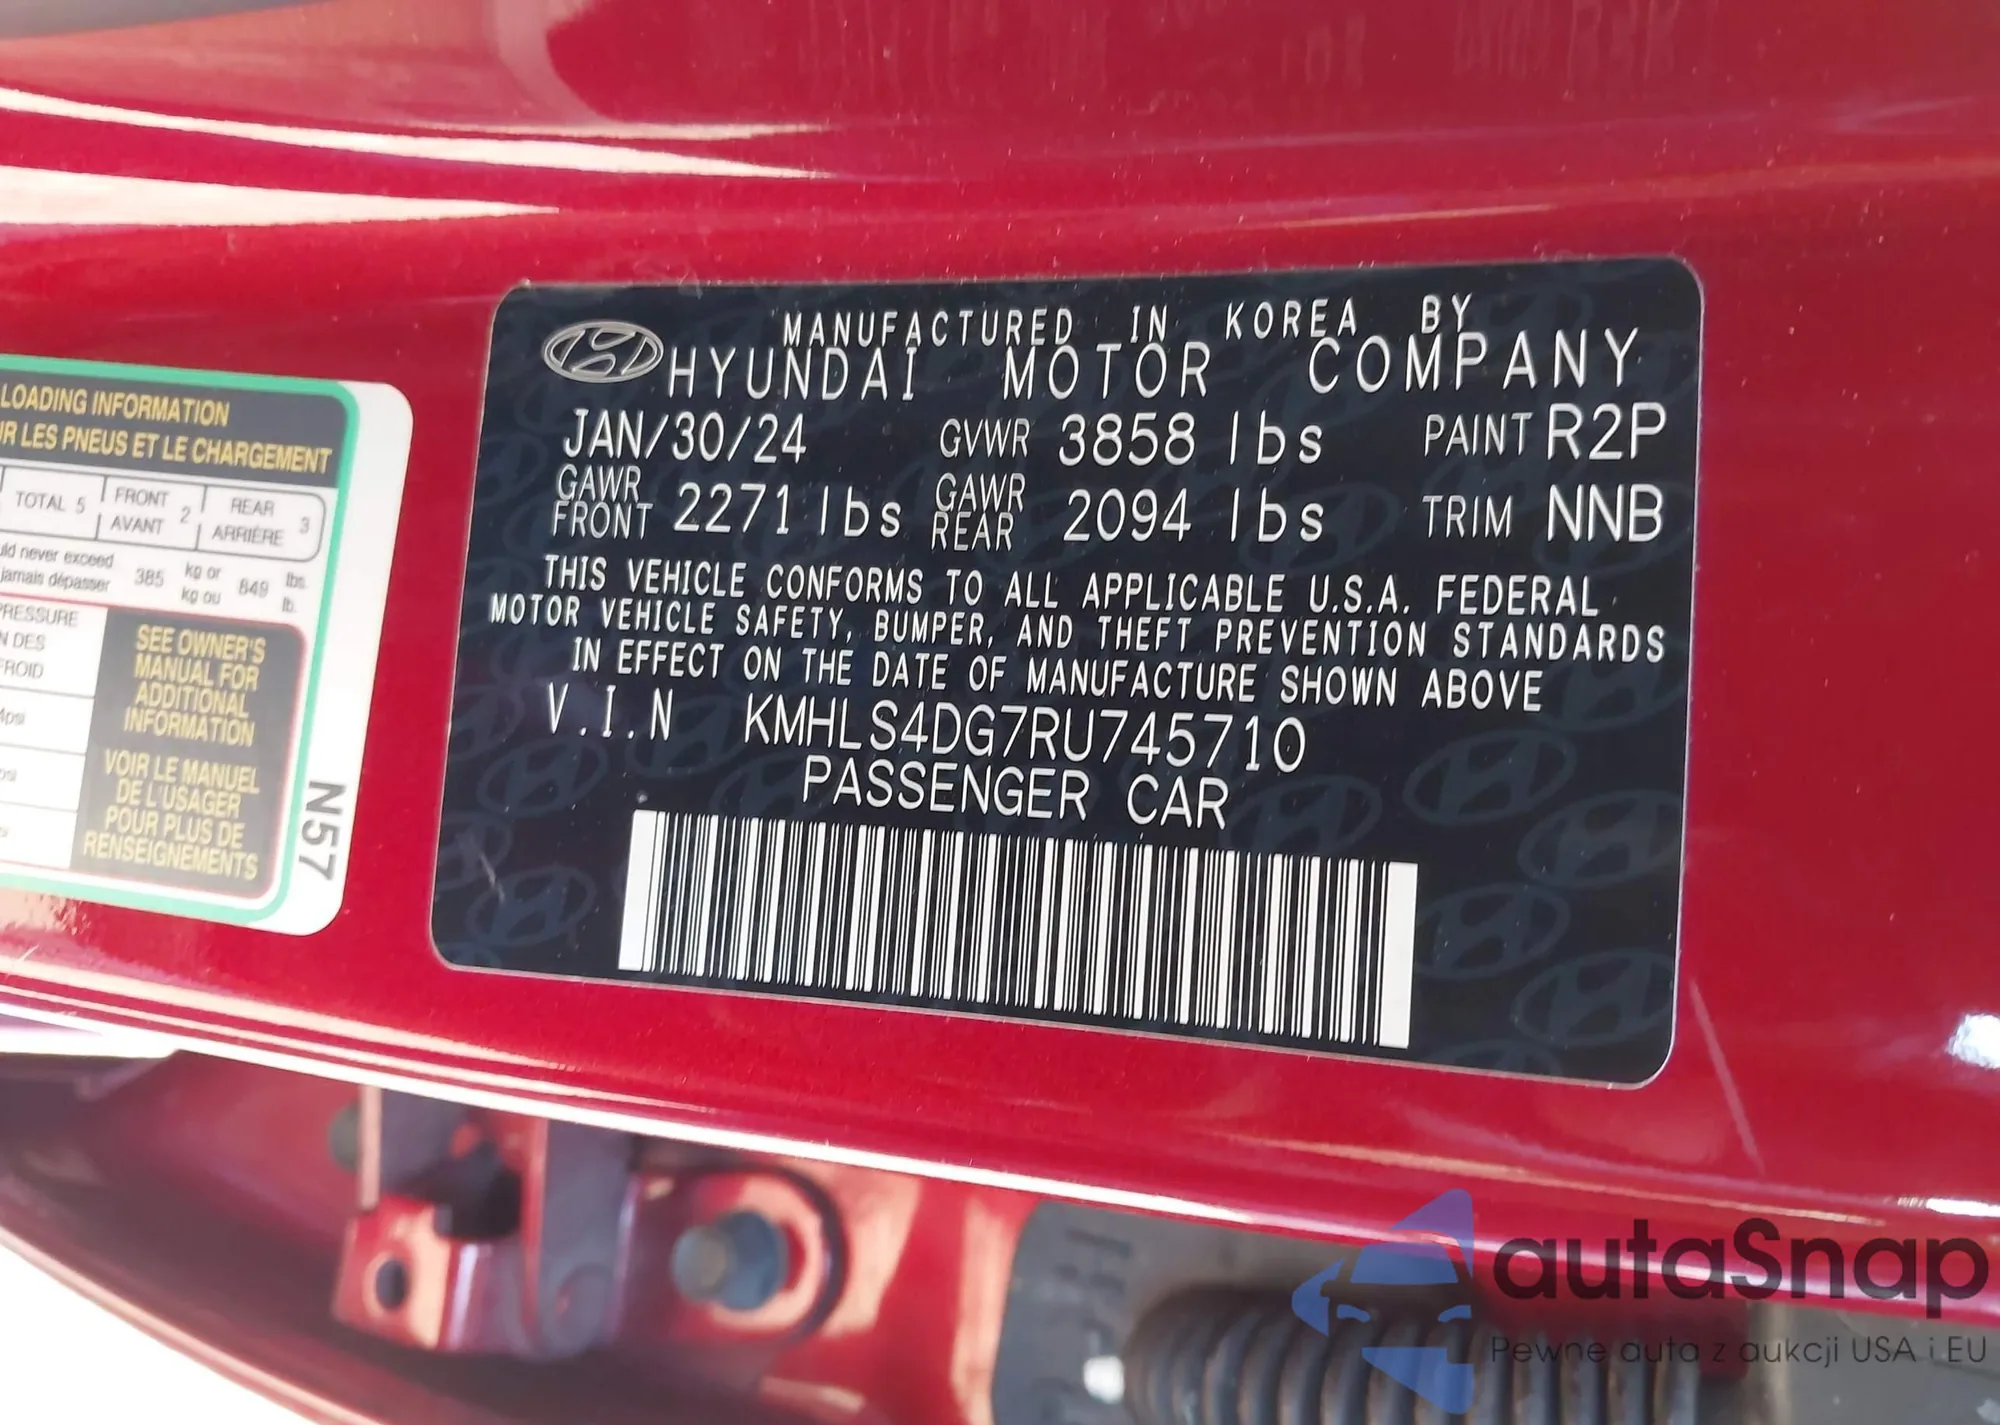 LOADING INFORMATION
LES PNEUS ET LE CHARGEMENT
TOTAL 5
FRONT
AVANT
2
REAR
ARRIÈRE
3
never exceed
jamais dépasser
385
kg or
kg ou
849
lbs.
lb.
SEE OWNER'S
MANUAL FOR
ADDITIONAL
INFORMATION
VOIR LE MANUEL
DE L'USAGER
POUR PLUS DE
RENSEIGNEMENTS
N57
MANUFACTURED IN KOREA BY
HYUNDAI MOTOR COMPANY
JAN/30/24 GVWR 3858 lbs PAINT R2P
GAWR FRONT 2271 lbs GAWR REAR 2094 lbs TRIM NNB
THIS VEHICLE CONFORMS TO ALL APPLICABLE U.S.A. FEDERAL
MOTOR VEHICLE SAFETY, BUMPER, AND THEFT PREVENTION STANDARDS
IN EFFECT ON THE DATE OF MANUFACTURE SHOWN ABOVE
V.I.N KMHLS4DG7RU745710
PASSENGER CAR
autaSnap
Pewne auta z aukcji USA i EU